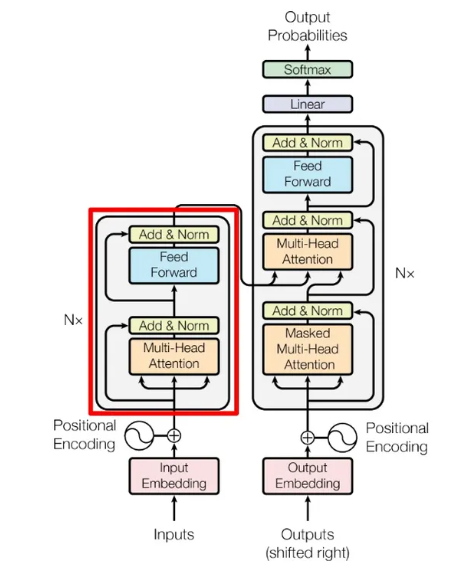 Output
Probabilities
Softmax
Linear
Add & Norm
Feed
Forward
Add & Norm
Multi-Head
Attention
Add & Norm
Masked
Multi-Head
Attention
N×
Positional
Encoding
Output
Embedding
Outputs
(shifted right)
Add & Norm
Feed
Forward
Add & Norm
Multi-Head
Attention
N×
Positional
Encoding
Input
Embedding
Inputs